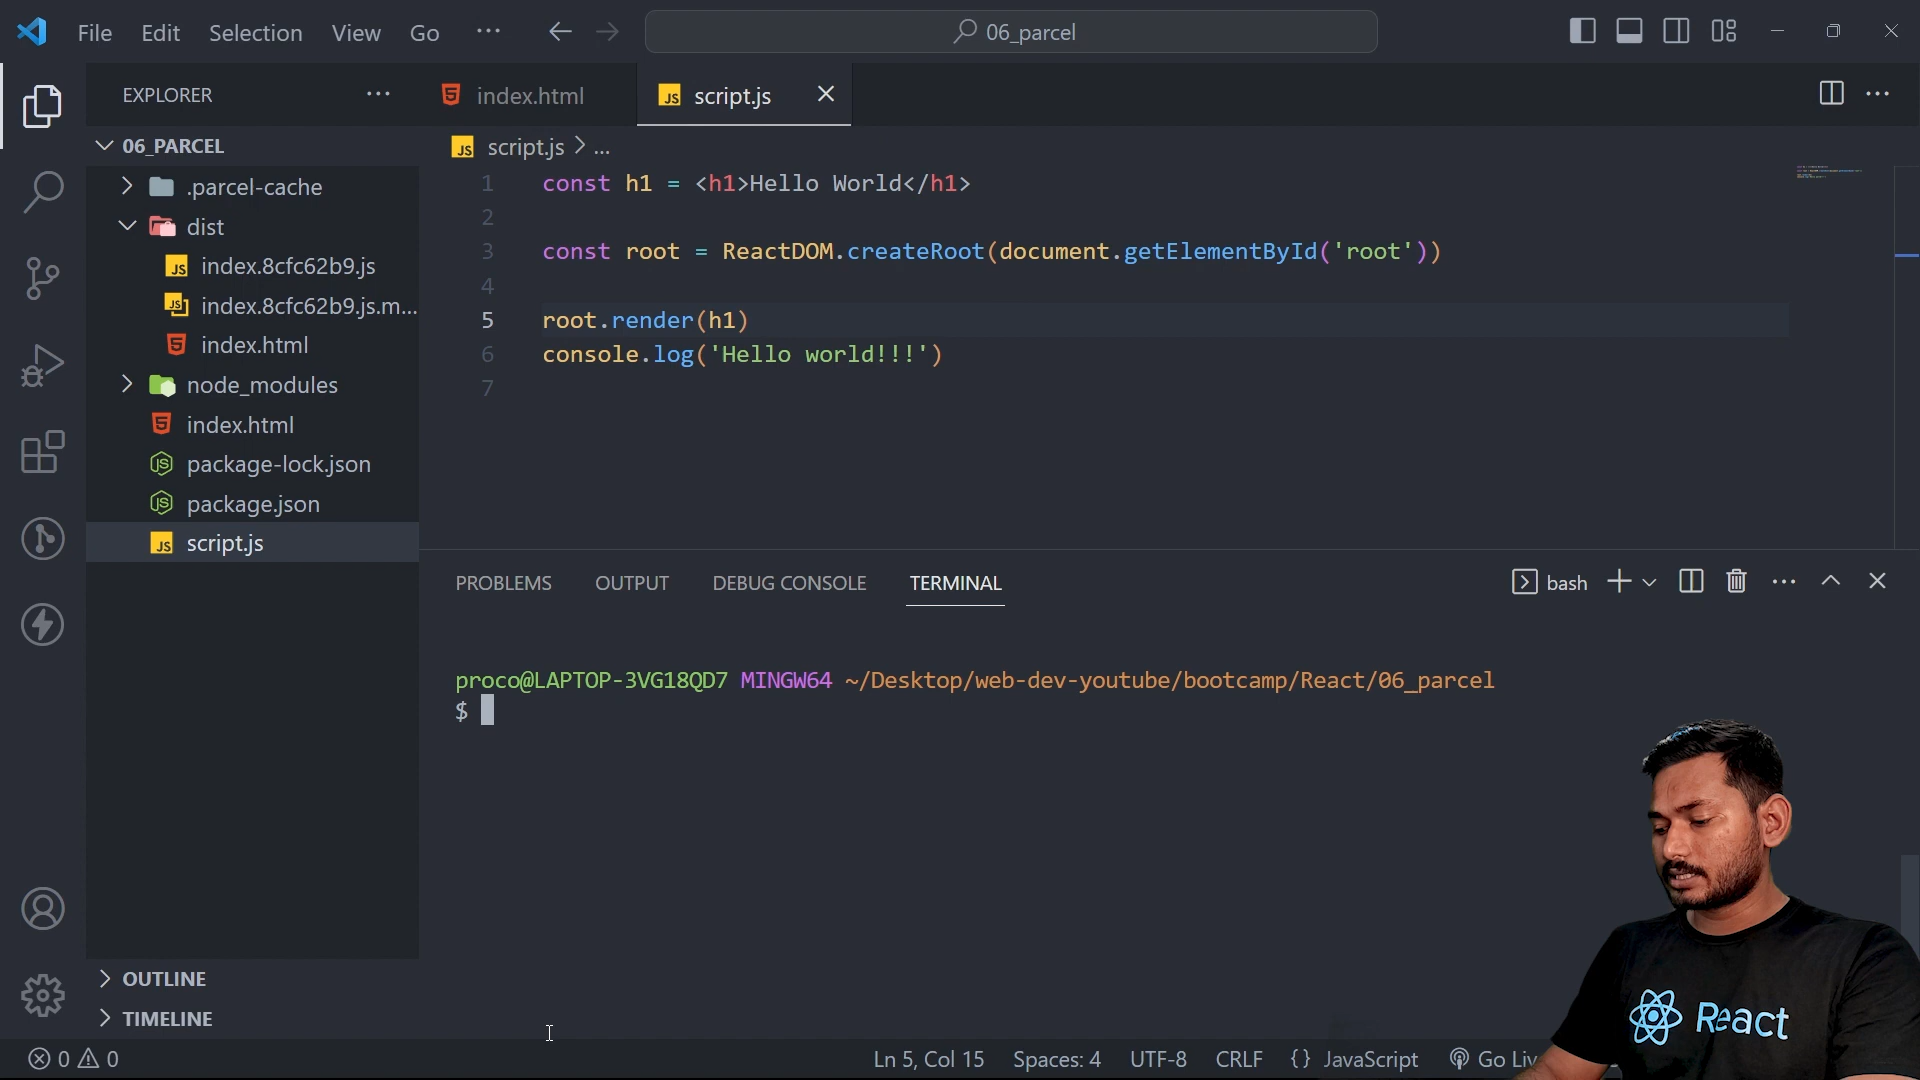 File Edit Selection View Go ... 06_parcel
EXPLORER ... index.html script.js
06_PARCEL
script.js > ...
.parcel-cache
dist
index.8cfc62b9.js
index.8cfc62b9.js.m...
index.html
node_modules
index.html
package-lock.json
package.json
script.js
1 const h1 = <h1>Hello World</h1>
2
3 const root = ReactDOM.createRoot(document.getElementById('root'))
4
5 root.render(h1)
6 console.log('Hello world!!!')
7
PROBLEMS OUTPUT DEBUG CONSOLE TERMINAL bash
proco@LAPTOP-3VG18QD7 MINGW64 ~/Desktop/web-dev-youtube/bootcamp/React/06_parcel
$
OUTLINE
TIMELINE
React
0 0 Ln 5, Col 15 Spaces: 4 UTF-8 CRLF {} JavaScript Go Liv